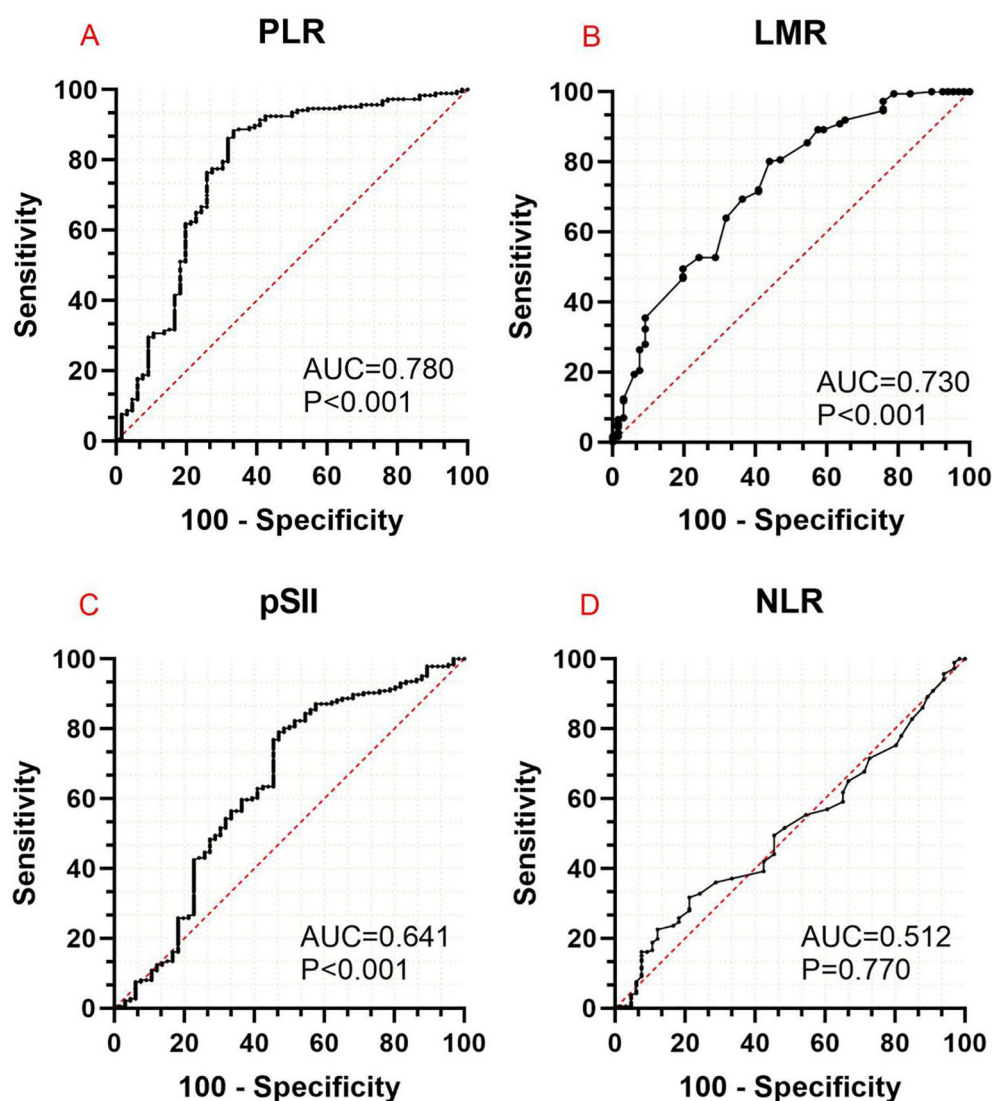 A
PLR
Sensitivity
100
80
60
40
20
0
AUC=0.780
P<0.001
0 20 40 60 80 100
100 - Specificity
B
LMR
Sensitivity
100
80
60
40
20
0
AUC=0.730
P<0.001
0 20 40 60 80 100
100 - Specificity
C
pSII
Sensitivity
100
80
60
40
20
0
AUC=0.641
P<0.001
0 20 40 60 80 100
100 - Specificity
D
NLR
Sensitivity
100
80
60
40
20
0
AUC=0.512
P=0.770
0 20 40 60 80 100
100 - Specificity